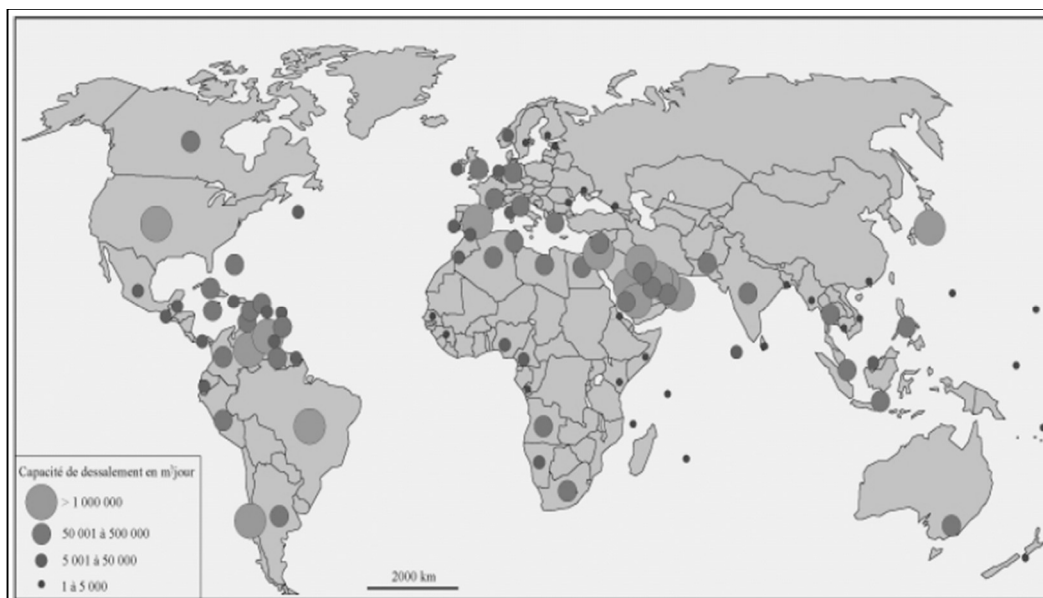 Capacité de dessalement en m³/jour
> 1 000 000
50 001 à 500 000
5 001 à 50 000
1 à 5 000
2000 km